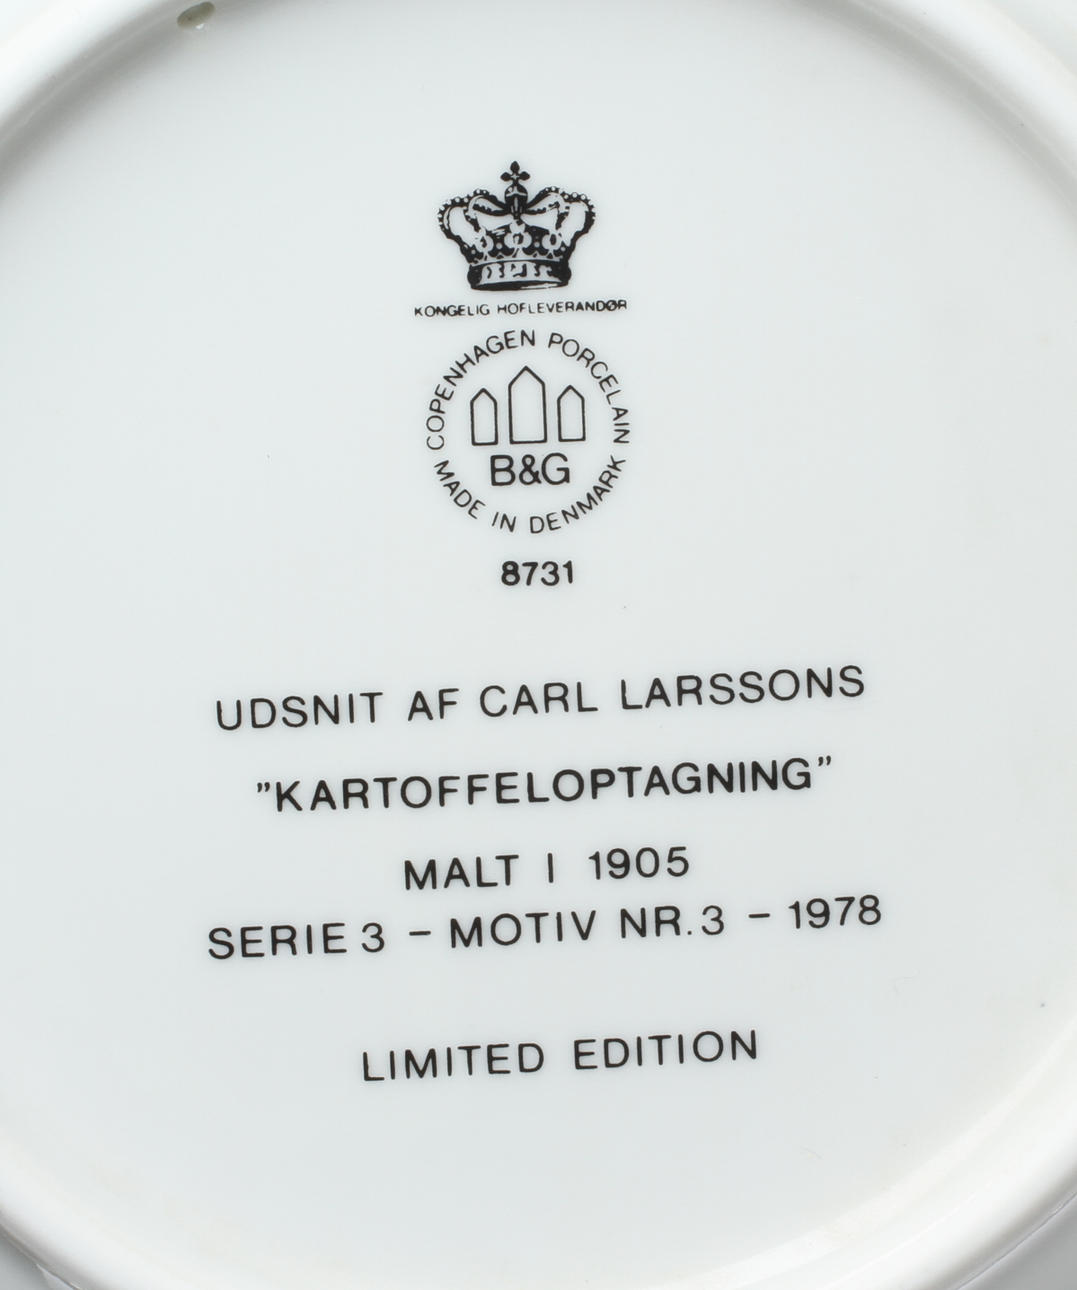 KONGELIG HOFLEVERANDØR
COPENHAGEN PORCELAIN
B&G
MADE IN DENMARK
8731
UDSNIT AF CARL LARSSONS
"KARTOFFELOPTAGNING"
MALT I 1905
SERIE 3 - MOTIV NR. 3 - 1978
LIMITED EDITION